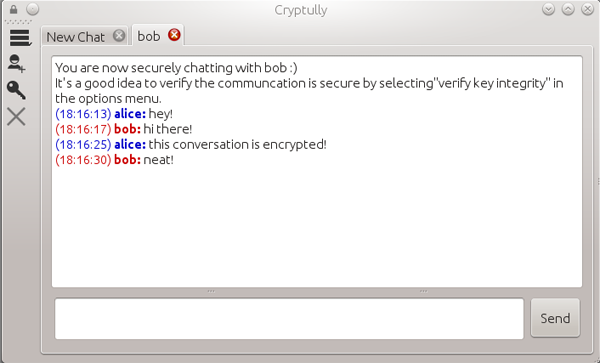 Cryptully
New Chat
bob
You are now securely chatting with bob :)
It's a good idea to verify the communcation is secure by selecting"verify key integrity" in
the options menu.
(18:16:13) alice: hey!
(18:16:17) bob: hi there!
(18:16:25) alice: this conversation is encrypted!
(18:16:30) bob: neat!
Send